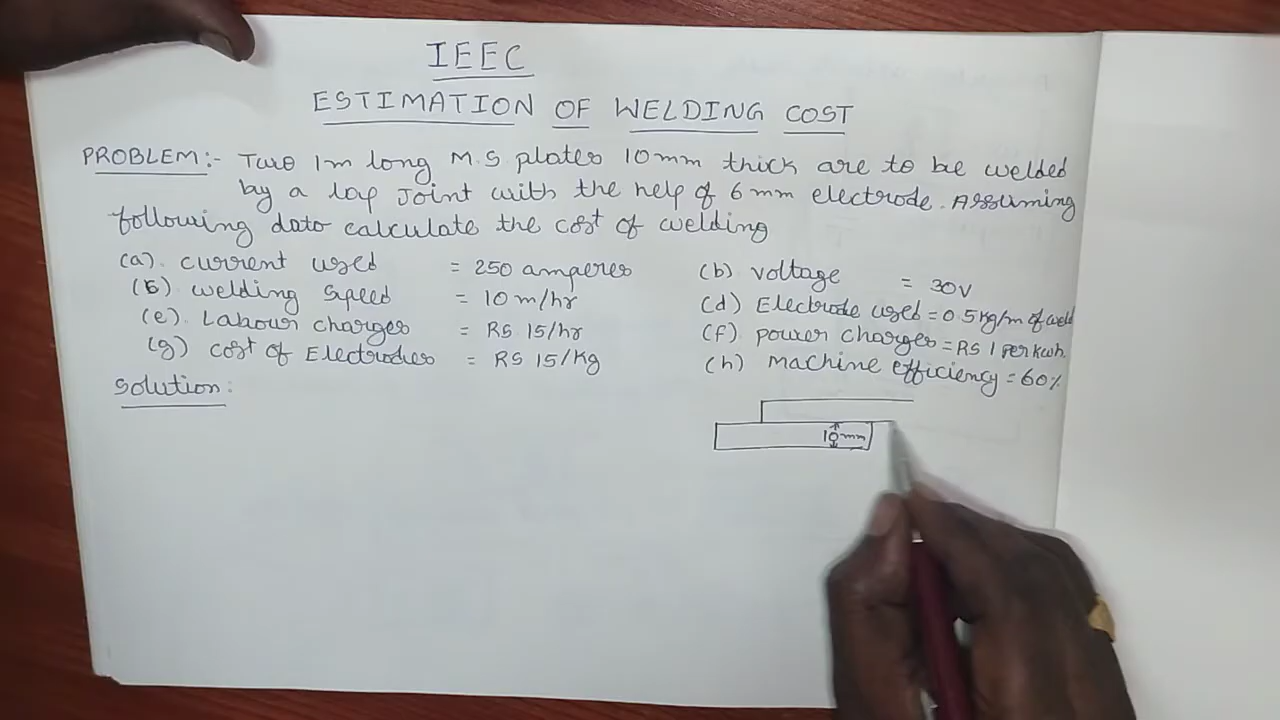 IEEC
ESTIMATION OF WELDING COST
PROBLEM:- Two 1m long M.S plates 10mm thick are to be welded
by a lap Joint with the help of 6mm electrode. Assuming
following data calculate the cost of welding
(a). current used = 250 amperes (b) voltage = 30V
(c) welding speed = 10 m/hr (d) Electrode used = 0.5kg/m of weld
(e). Labour charges = RS 15/hr (f) power charges = RS 1 per kwh.
(g) cost of Electrodes = RS 15/kg (h) machine efficiency = 60%
Solution:
10mm